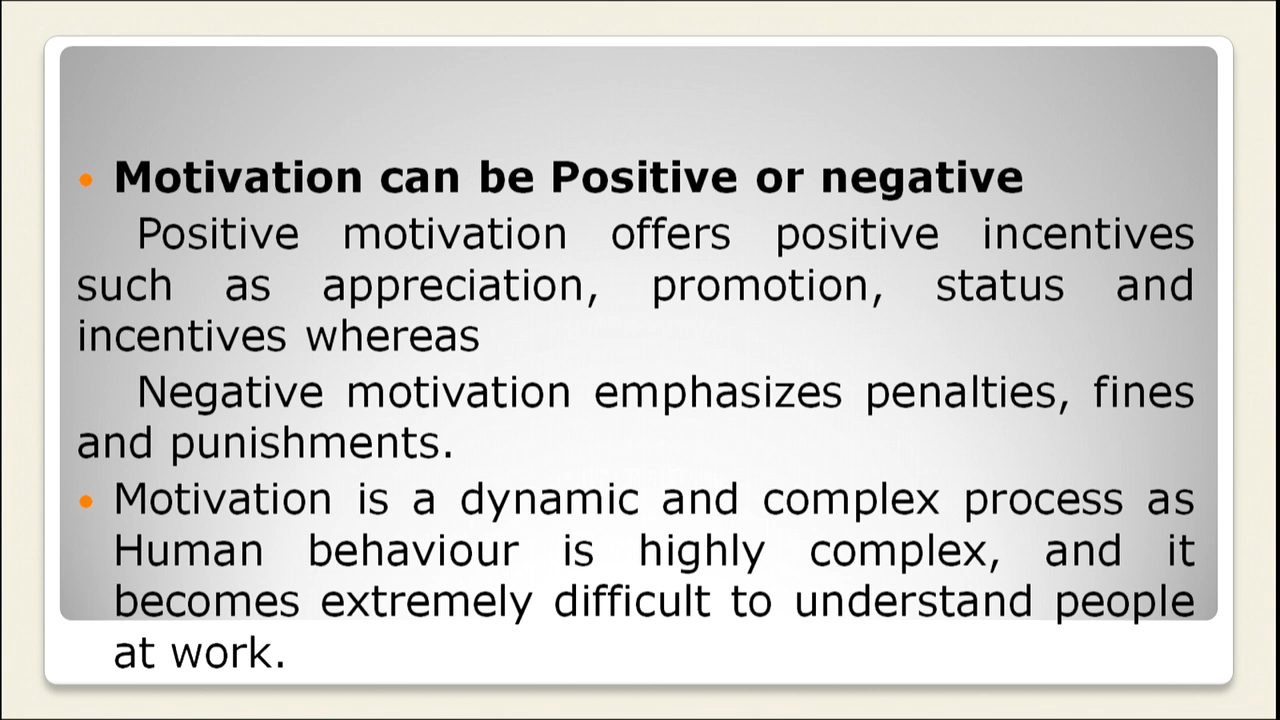 • Motivation can be Positive or negative
Positive motivation offers positive incentives
such as appreciation, promotion, status and
incentives whereas
Negative motivation emphasizes penalties, fines
and punishments.
• Motivation is a dynamic and complex process as
Human behaviour is highly complex, and it
becomes extremely difficult to understand people
at work.